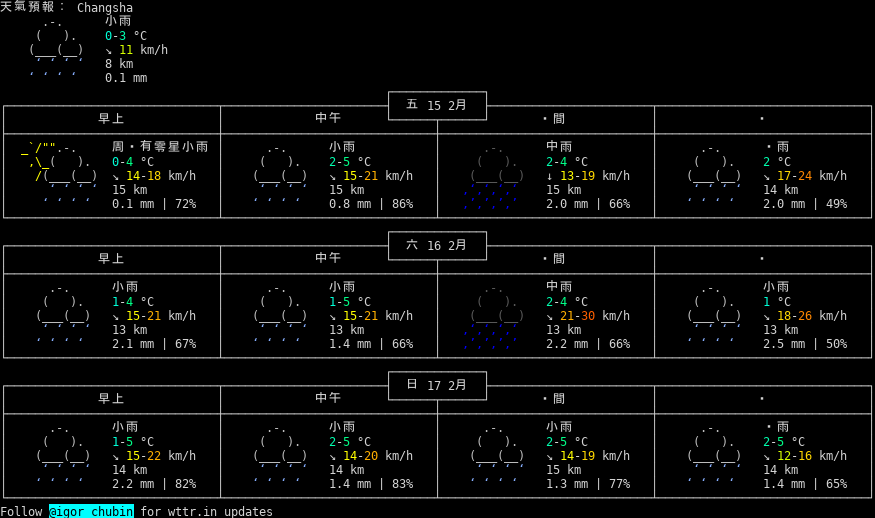 天氣預報： Changsha
小雨
0-3 °C
↘ 11 km/h
8 km
0.1 mm
五 15 2月
早上 中午 ・間 ・
周・有零星小雨 小雨 中雨 ・雨
0-4 °C 2-5 °C 2-4 °C 2 °C
↘ 14-18 km/h ↘ 15-21 km/h ↓ 13-19 km/h ↘ 17-24 km/h
15 km 15 km 15 km 14 km
0.1 mm | 72% 0.8 mm | 86% 2.0 mm | 66% 2.0 mm | 49%
六 16 2月
早上 中午 ・間 ・
小雨 小雨 中雨 小雨
1-4 °C 1-5 °C 2-4 °C 1 °C
↘ 15-21 km/h ↘ 15-21 km/h ↘ 21-30 km/h ↘ 18-26 km/h
13 km 13 km 13 km 13 km
2.1 mm | 67% 1.4 mm | 66% 2.2 mm | 66% 2.5 mm | 50%
日 17 2月
早上 中午 ・間 ・
小雨 小雨 小雨 ・雨
1-5 °C 2-5 °C 2-5 °C 2-5 °C
↘ 15-22 km/h ↘ 14-20 km/h ↘ 14-19 km/h ↘ 12-16 km/h
14 km 14 km 15 km 14 km
2.2 mm | 82% 1.4 mm | 83% 1.3 mm | 77% 1.4 mm | 65%
Follow @igor_chubin for wttr.in updates